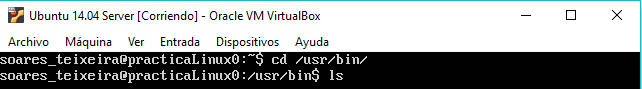 Ubuntu 14.04 Server [Corriendo] - Oracle VM VirtualBox
Archivo Máquina Ver Entrada Dispositivos Ayuda
soares_teixeira@practicaLinux0:~$ cd /usr/bin/
soares_teixeira@practicaLinux0:/usr/bin$ ls